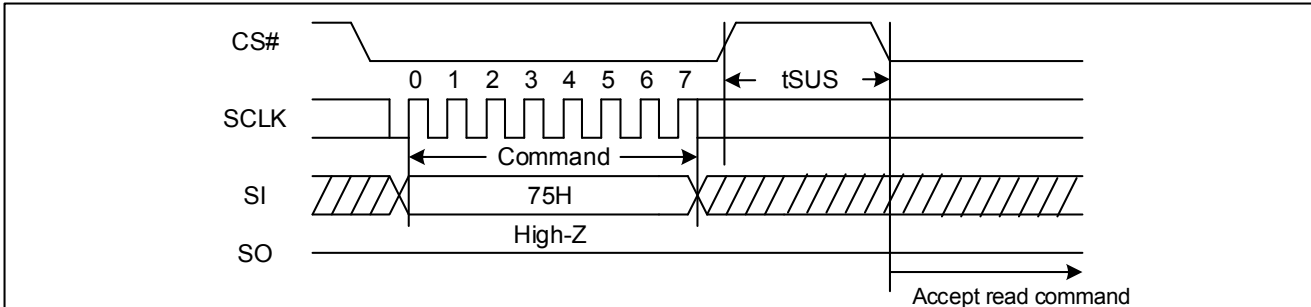 CS#
tSUS
0 1 2 3 4 5 6 7
SCLK
Command
SI
75H
High-Z
SO
Accept read command